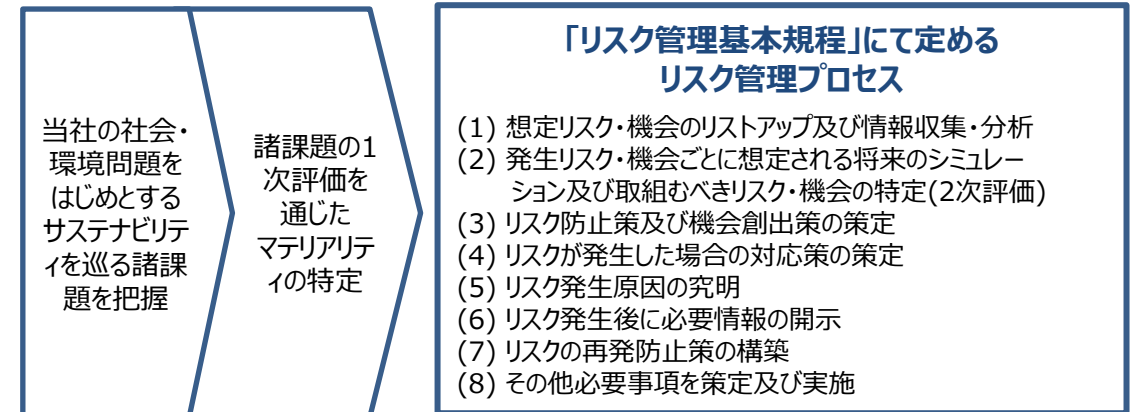 当社の社会・
環境問題を
はじめとする
サステナビリテ
ィを巡る諸課
題を把握
諸課題の1
次評価を
通じた
マテリアリテ
ィの特定
「リスク管理基本規程」にて定める
リスク管理プロセス
(1) 想定リスク・機会のリストアップ及び情報収集・分析
(2) 発生リスク・機会ごとに想定される将来のシミュレー
ション及び取組むべきリスク・機会の特定(2次評価)
(3) リスク防止策及び機会創出策の策定
(4) リスクが発生した場合の対応策の策定
(5) リスク発生原因の究明
(6) リスク発生後に必要情報の開示
(7) リスクの再発防止策の構築
(8) その他必要事項を策定及び実施